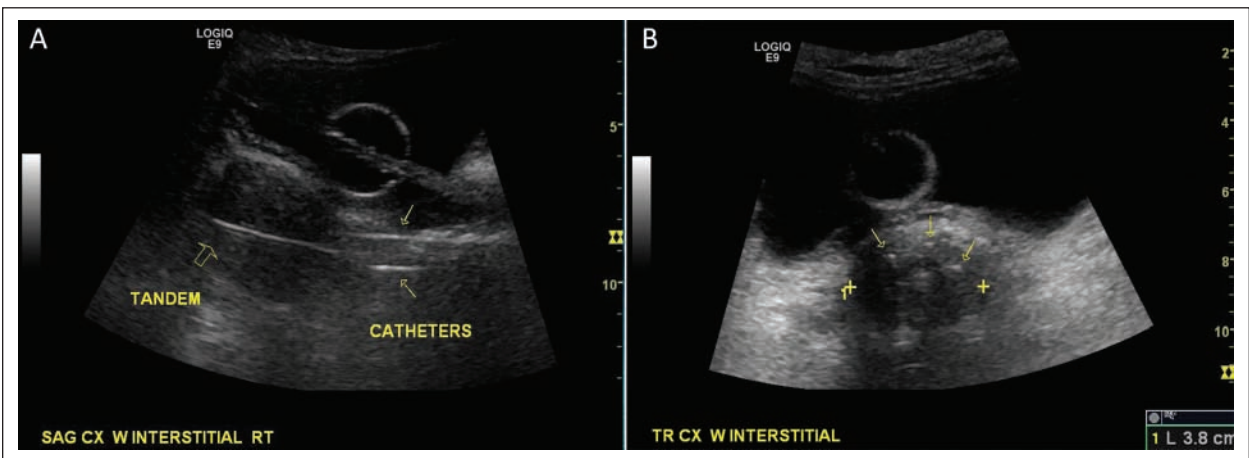 A
LOGIQ
E9
5
10
TANDEM
CATHETERS
SAG CX W INTERSTITIAL RT
B
LOGIQ
E9
2
4
6
8
10
1
TR CX W INTERSTITIAL
1 L 3.8 cm